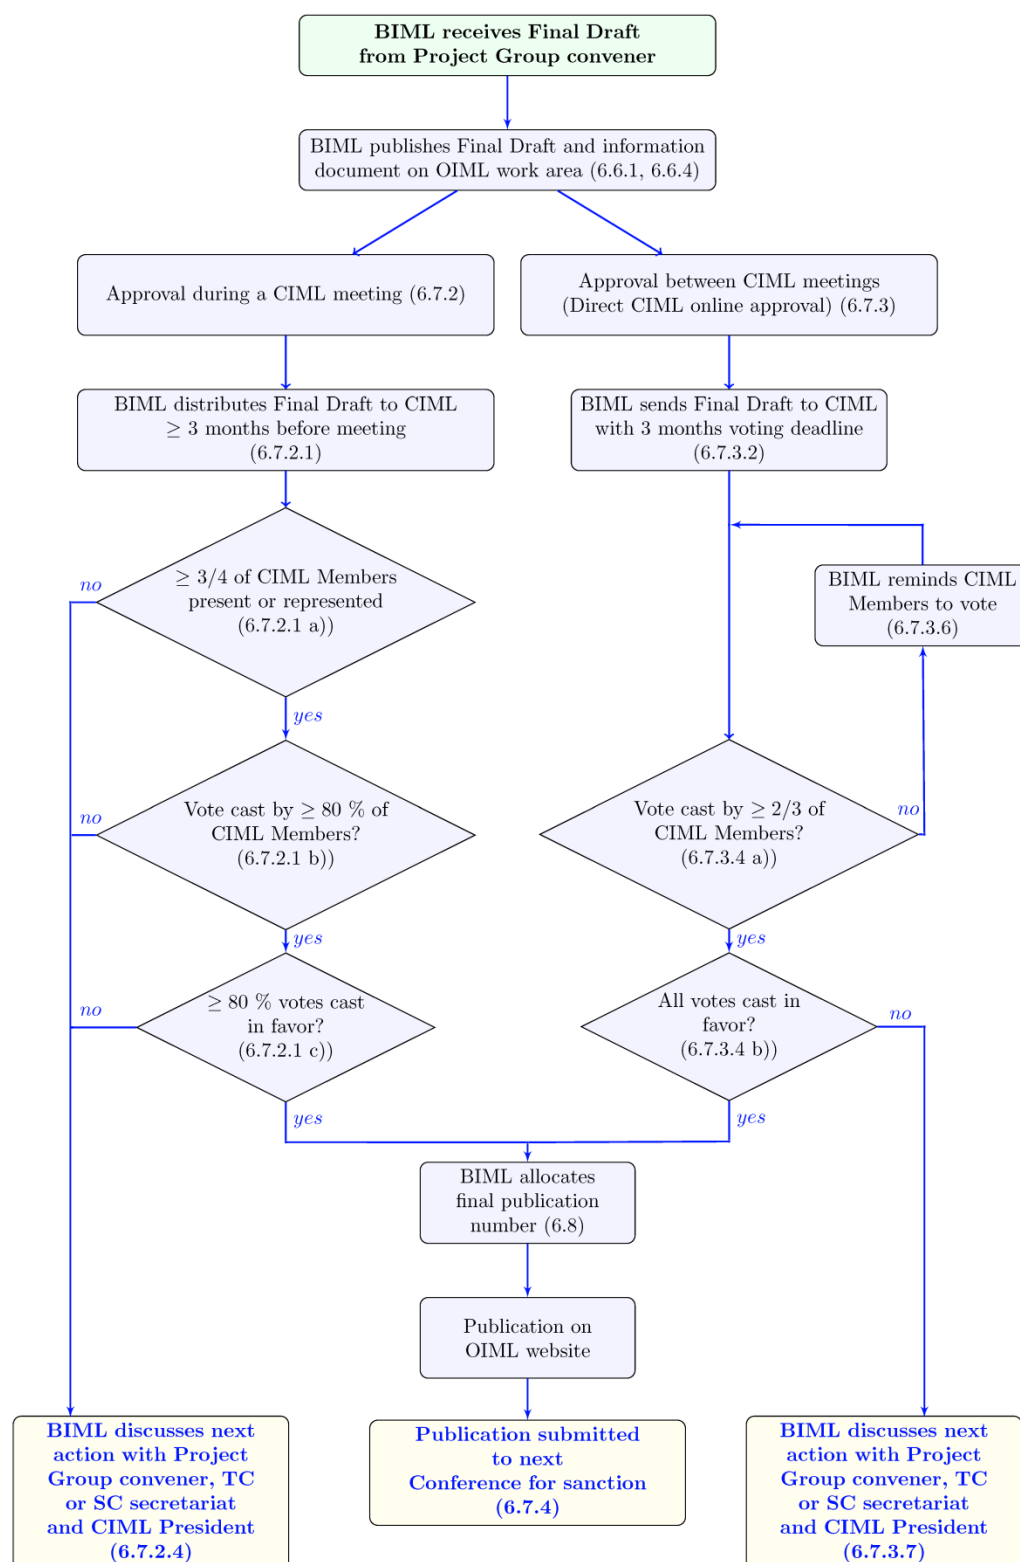 BIML receives Final Draft
from Project Group convener
BIML publishes Final Draft and information
document on OIML work area (6.6.1, 6.6.4)
Approval during a CIML meeting (6.7.2)
Approval between CIML meetings
(Direct CIML online approval) (6.7.3)
BIML distributes Final Draft to CIML
≥ 3 months before meeting
(6.7.2.1)
BIML sends Final Draft to CIML
with 3 months voting deadline
(6.7.3.2)
≥ 3/4 of CIML Members
present or represented
(6.7.2.1 a))
no
yes
BIML reminds CIML
Members to vote
(6.7.3.6)
Vote cast by ≥ 80 % of
CIML Members?
(6.7.2.1 b))
no
yes
Vote cast by ≥ 2/3 of
CIML Members?
(6.7.3.4 a))
no
yes
≥ 80 % votes cast
in favor?
(6.7.2.1 c))
no
yes
All votes cast in
favor?
(6.7.3.4 b))
no
yes
BIML allocates
final publication
number (6.8)
Publication on
OIML website
BIML discusses next
action with Project
Group convener, TC
or SC secretariat
and CIML President
(6.7.2.4)
Publication submitted
to next
Conference for sanction
(6.7.4)
BIML discusses next
action with Project
Group convener, TC
or SC secretariat
and CIML President
(6.7.3.7)